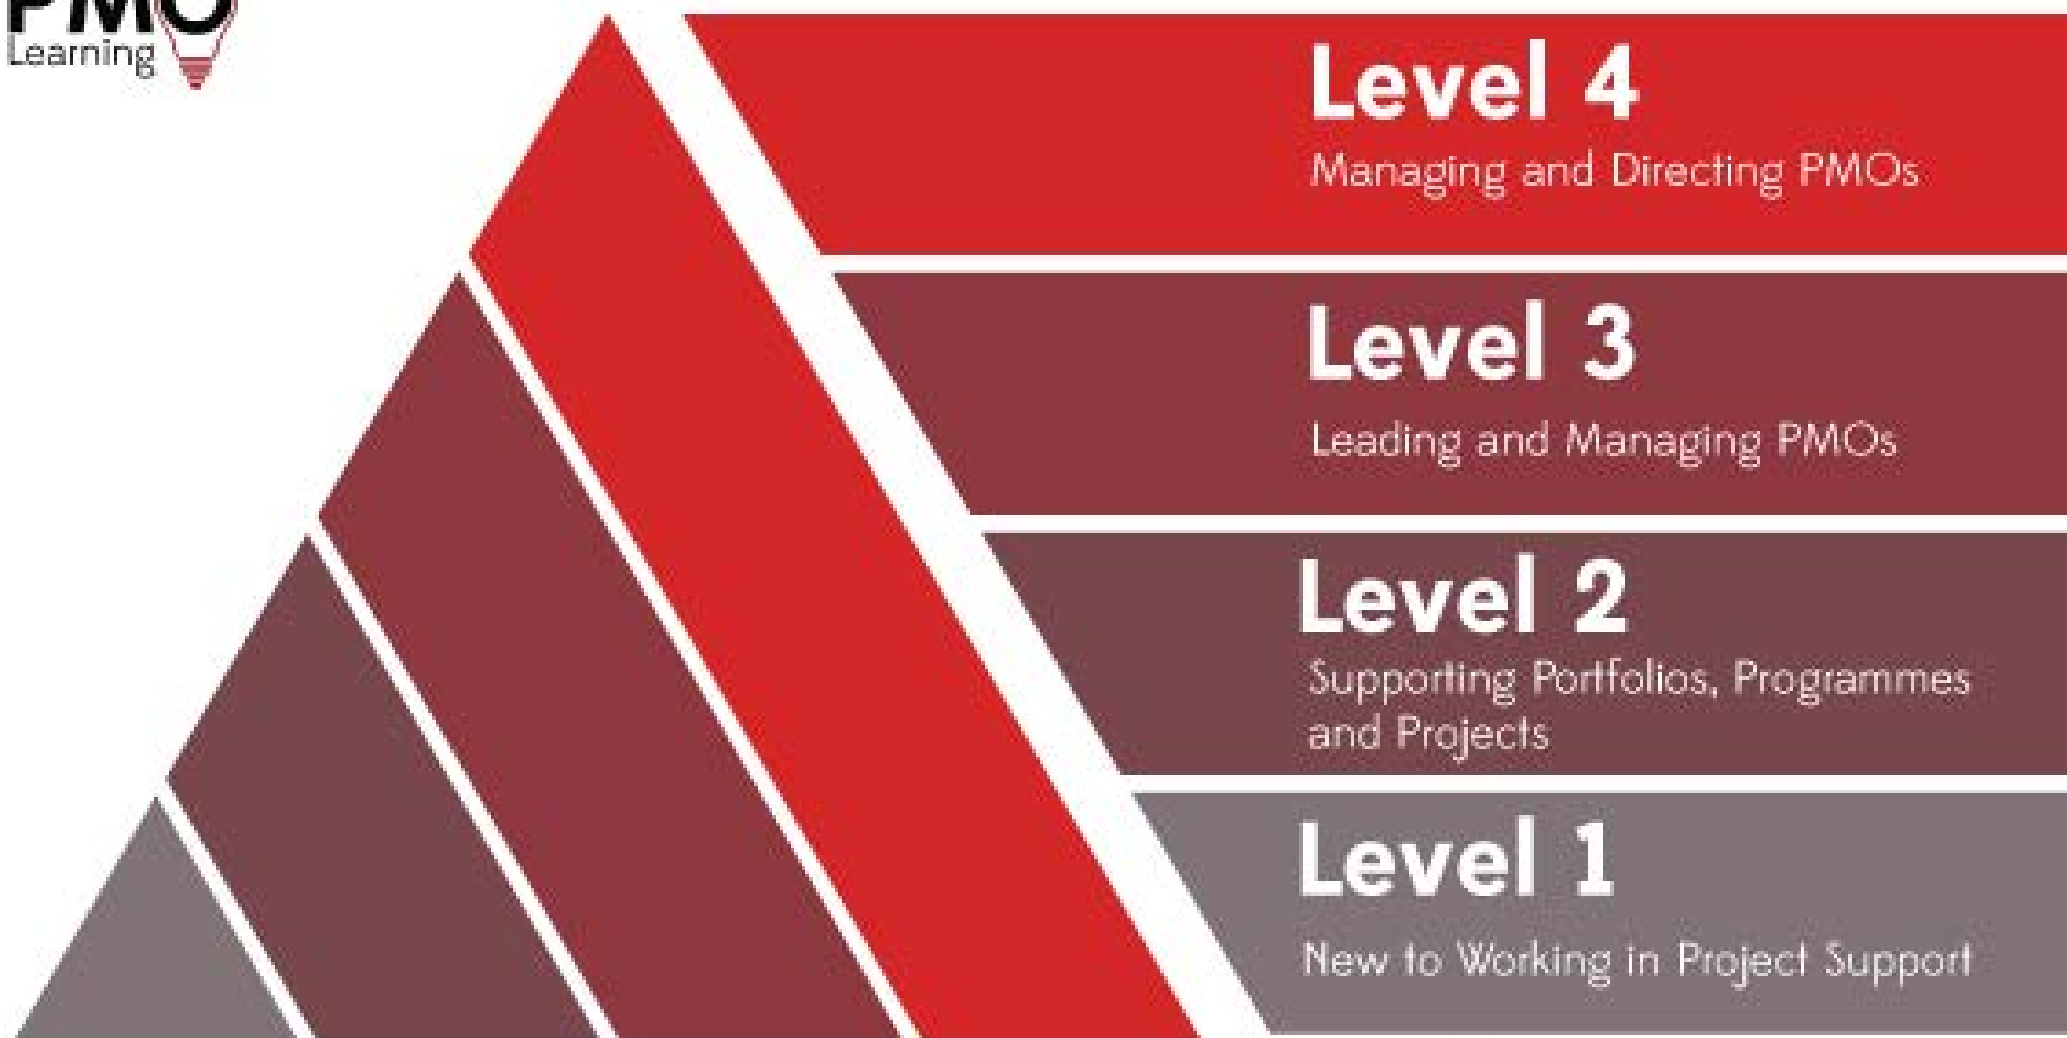 PMO
Learning
Level 4
Managing and Directing PMOs
Level 3
Leading and Managing PMOs
Level 2
Supporting Portfolios, Programmes
and Projects
Level 1
New to Working in Project Support